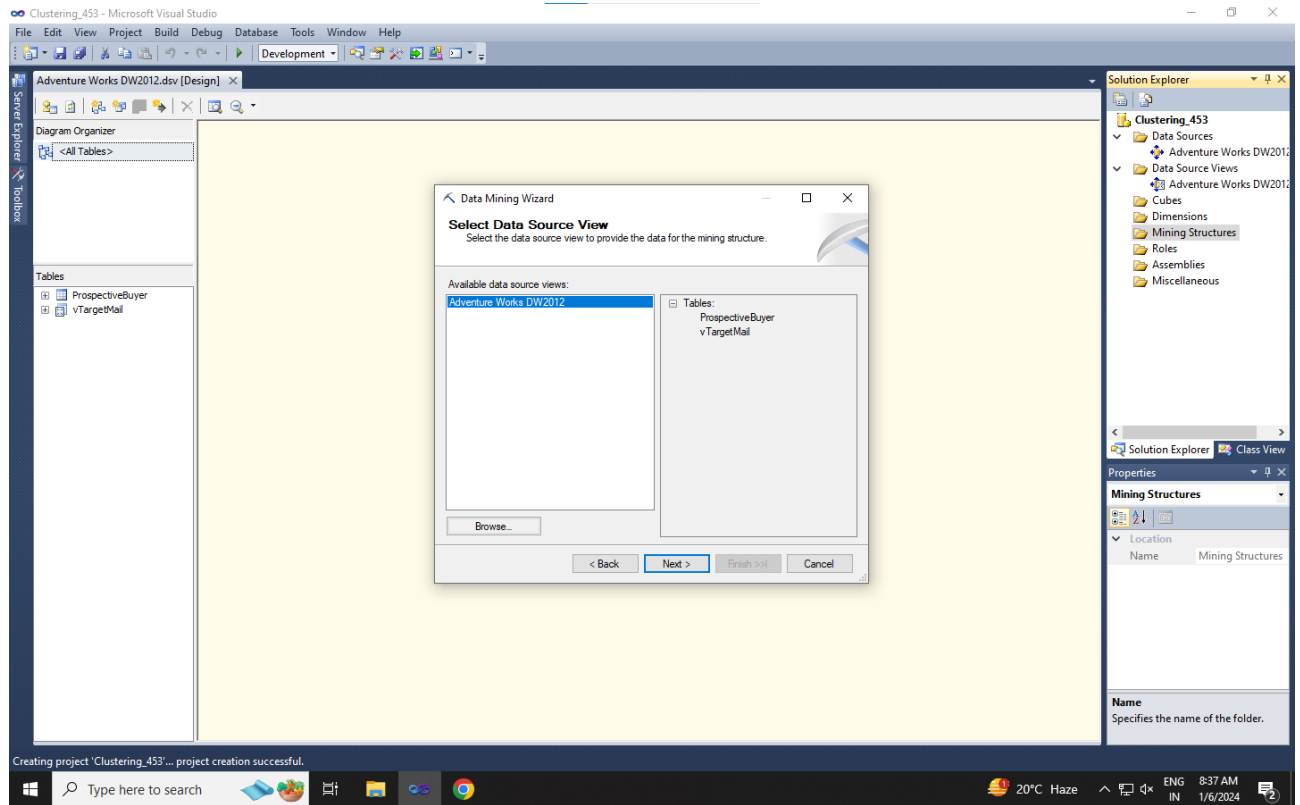 Clustering_453 - Microsoft Visual Studio
File Edit View Project Build Debug Database Tools Window Help
Development
Server Explorer
Toolbox
Adventure Works DW2012.dsv [Design]
Diagram Organizer
<All Tables>
Tables
ProspectiveBuyer
vTargetMail
Data Mining Wizard
Select Data Source View
Select the data source view to provide the data for the mining structure.
Available data source views:
Adventure Works DW2012
Tables:
ProspectiveBuyer
vTargetMail
Browse...
< Back Next > Finish >>| Cancel
Solution Explorer
Clustering_453
Data Sources
Adventure Works DW2012
Data Source Views
Adventure Works DW2012
Cubes
Dimensions
Mining Structures
Roles
Assemblies
Miscellaneous
Solution Explorer Class View
Properties
Mining Structures
Location
Name Mining Structures
Name
Specifies the name of the folder.
Creating project 'Clustering_453'... project creation successful.
Type here to search
20°C Haze
ENG
IN
8:37 AM
1/6/2024
2